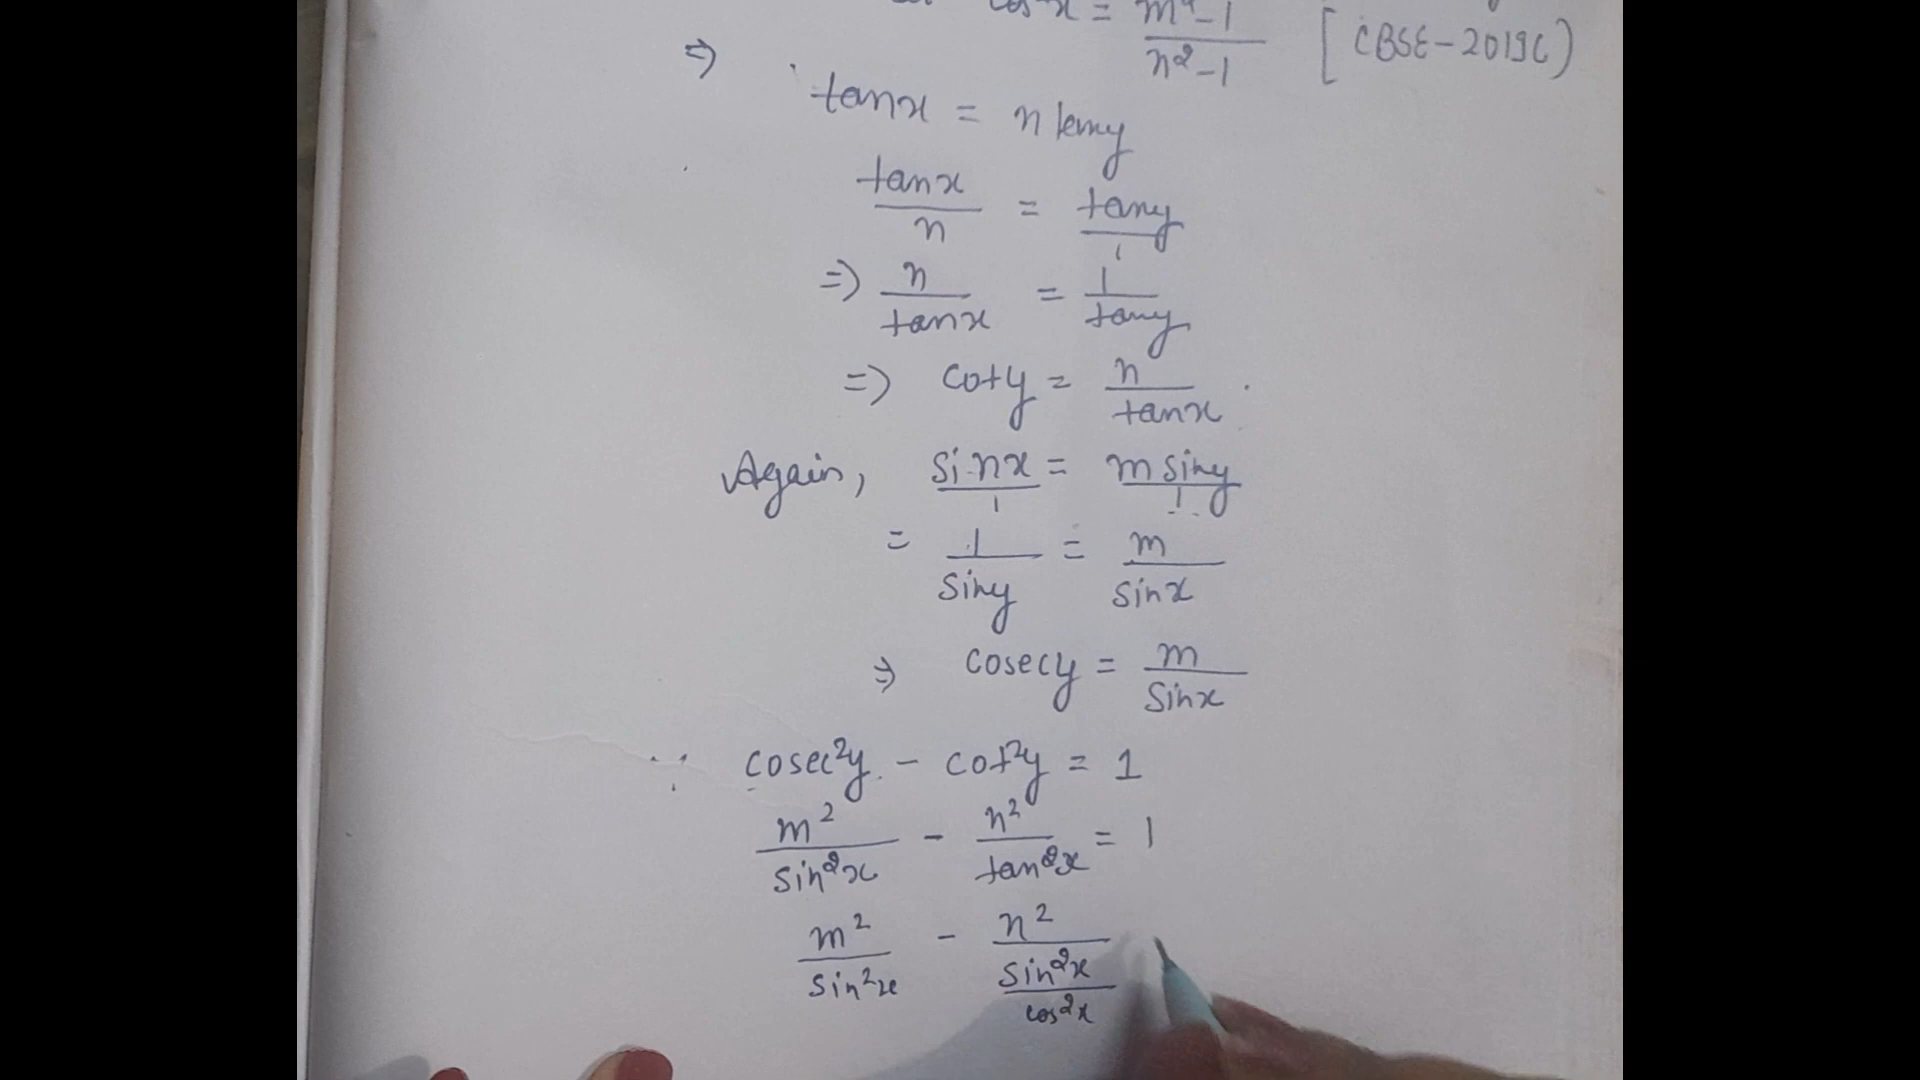 cos²x = m²-1 / n²-1 [CBSE-2019C)
⇒
tanx = n tany
tanx / n = tany / 1
⇒ n / tanx = 1 / tany
⇒ coty = n / tanx .
Again, sinx / 1 = m siny / 1
= 1 / siny = m / sinx
⇒ cosecy = m / sinx
∵ cosec²y - cot²y = 1
m² / sin²x - n² / tan²x = 1
m² / sin²x - n² / sin²x / cos²x